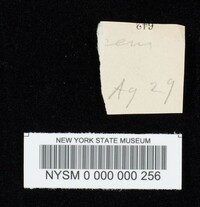 Ag 29
NEW YORK STATE MUSEUM
NYSM 0 000 000 256